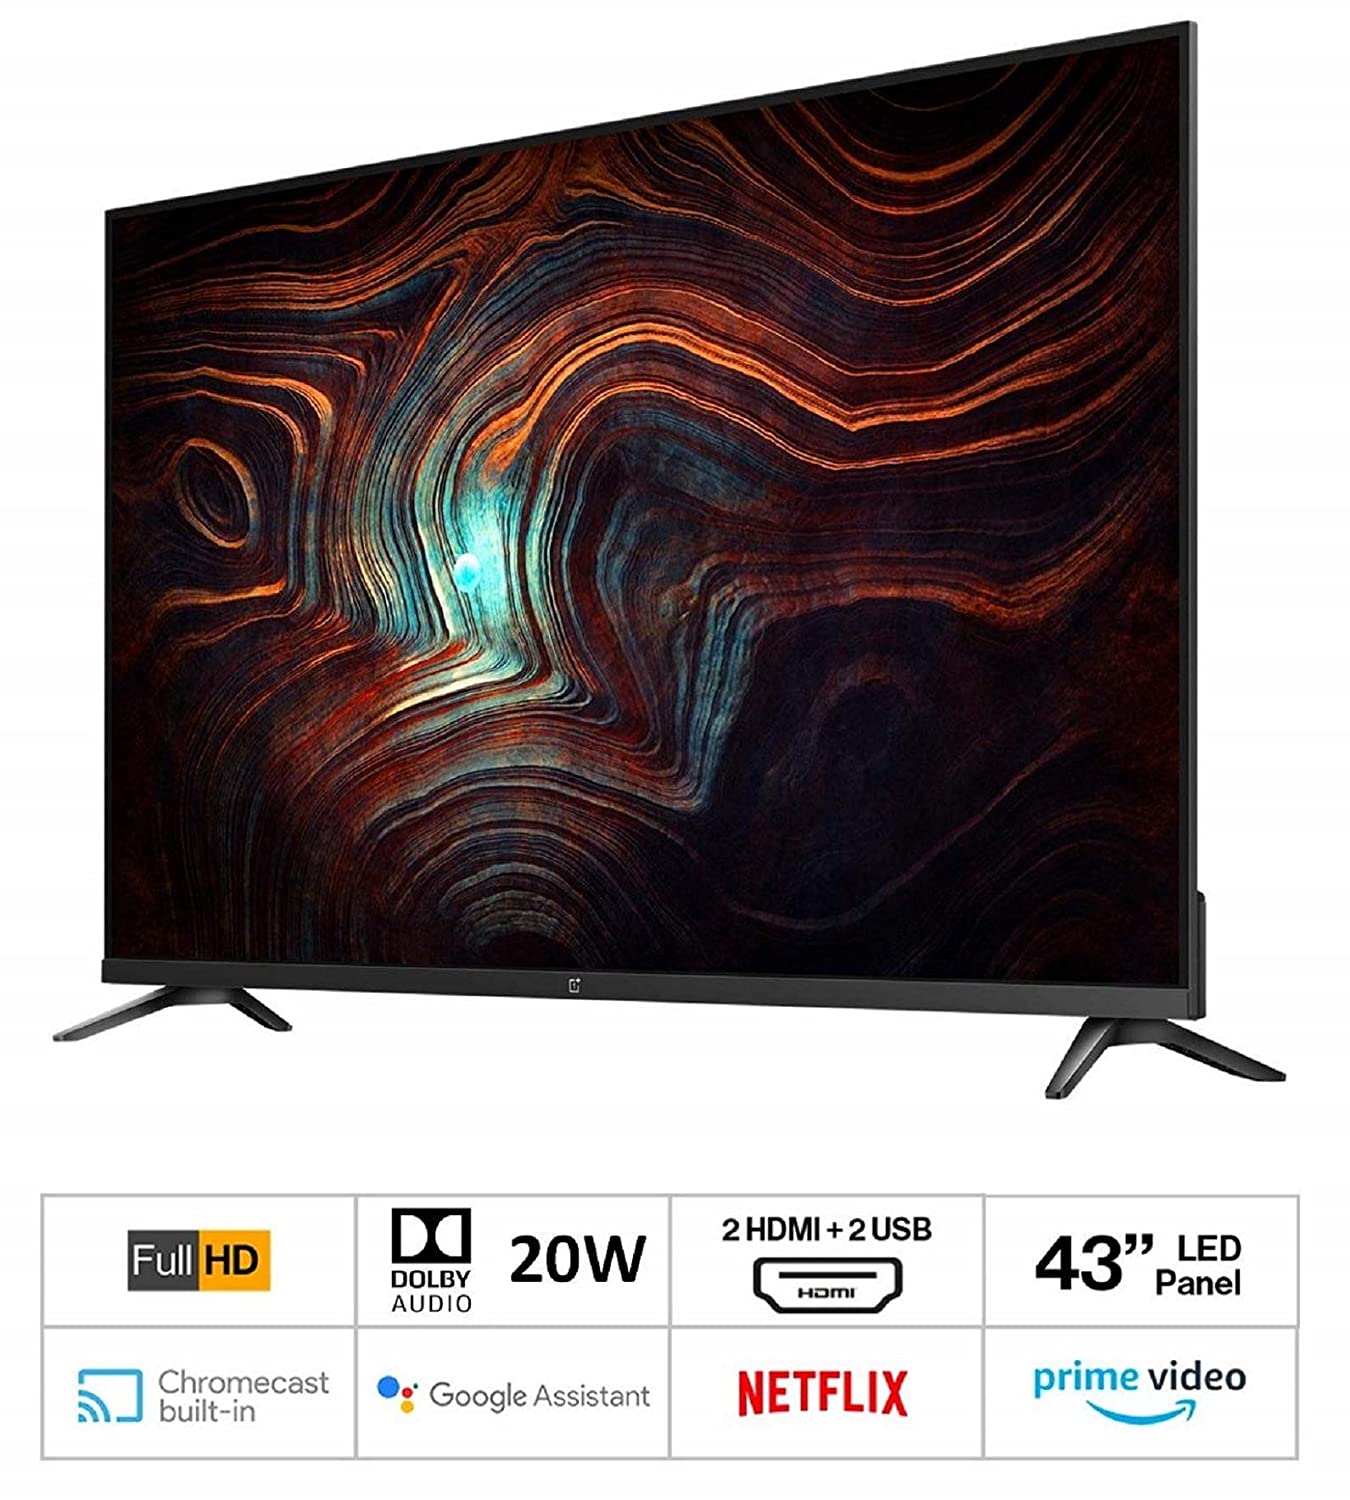 Full HD
DOLBY
AUDIO
20W
2 HDMI + 2 USB
HDMI
43” LED
Panel
Chromecast
built-in
Google Assistant
NETFLIX
prime video